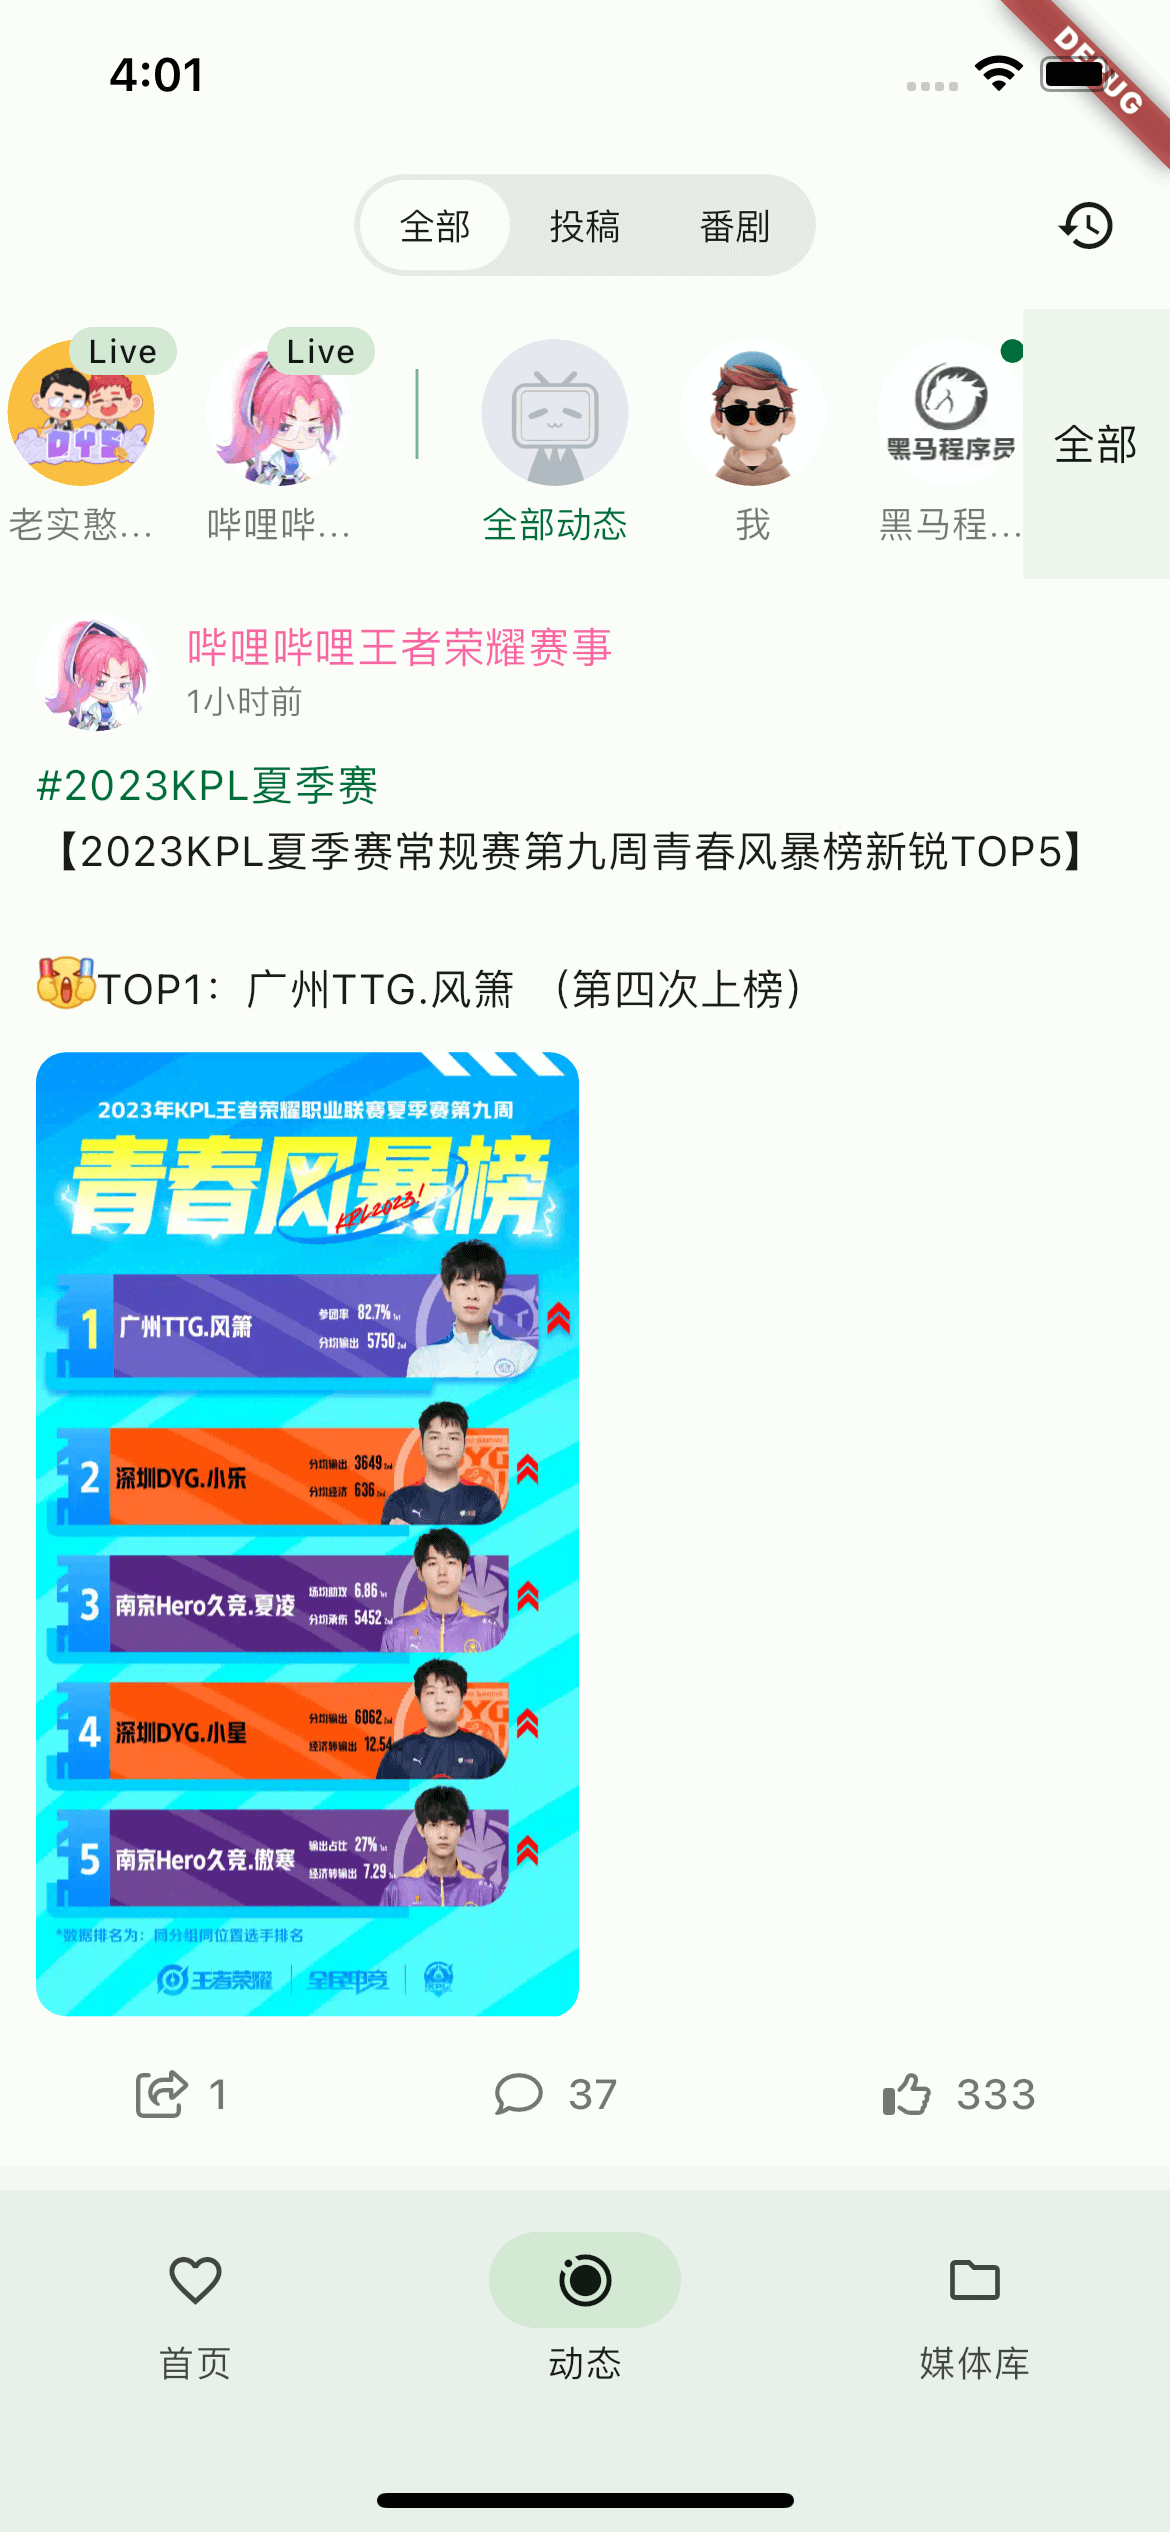 4:01
DEBUG
全部
投稿
番剧
Live
Live
DYS
黑马程序员
全部
老实憨...
哔哩哔...
全部动态
我
黑马程...
哔哩哔哩王者荣耀赛事
1小时前
#2023KPL夏季赛
【2023KPL夏季赛常规赛第九周青春风暴榜新锐TOP5】
TOP1：广州TTG.风箫 （第四次上榜）
2023年KPL王者荣耀职业联赛夏季赛第九周
青春风暴榜
KPL2023!
1 广州TTG.风箫 参团率 82.7% 1st
分均输出 5750 2nd
2 深圳DYG.小乐 分均输出 3649 2nd
分均经济 636 2nd
3 南京Hero久竞.夏凌 场均助攻 6.86 1st
分均承伤 5452 2nd
4 深圳DYG.小星 分均输出 6062 2nd
经济转输出 12.54
5 南京Hero久竞.傲寒 输出占比 27% 1st
经济转输出 7.29 1st
*数据排名为：同分组同位置选手排名
王者荣耀 全民电竞 KPL
1
37
333
首页
动态
媒体库